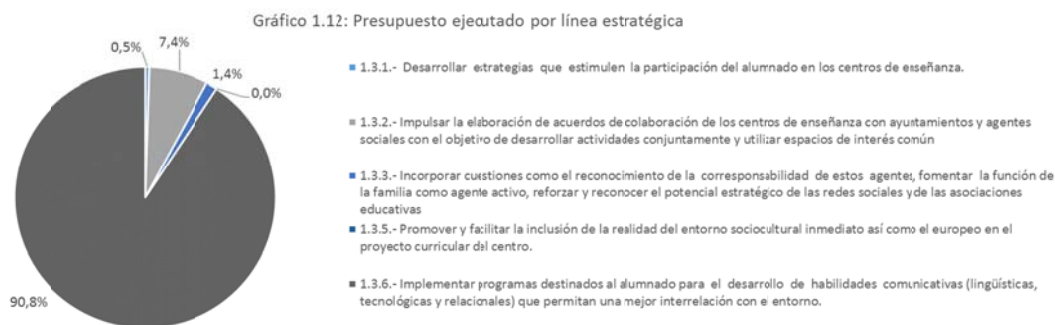 Gráfico 1.12: Presupuesto ejecutado por línea estratégica
0,5%
7,4%
1,4%
0,0%
90,8%
1.3.1.- Desarrollar estrategias que estimulen la participación del alumnado en los centros de enseñanza.
1.3.2.- Impulsar la elaboración de acuerdos de colaboración de los centros de enseñanza con ayuntamientos y agentes
sociales con el objetivo de desarrollar actividades conjuntamente y utilizar espacios de interés común
1.3.3.- Incorporar cuestiones como el reconocimiento de la corresponsabilidad de estos agentes, fomentar la función de
la familia como agente activo, reforzar y reconocer el potencial estratégico de las redes sociales y de las asociaciones
educativas
1.3.5.- Promover y facilitar la inclusión de la realidad del entorno sociocultural inmediato así como el europeo en el
proyecto curricular del centro.
1.3.6.- Implementar programas destinados al alumnado para el desarrollo de habilidades comunicativas (lingüísticas,
tecnológicas y relacionales) que permitan una mejor interrelación con el entorno.